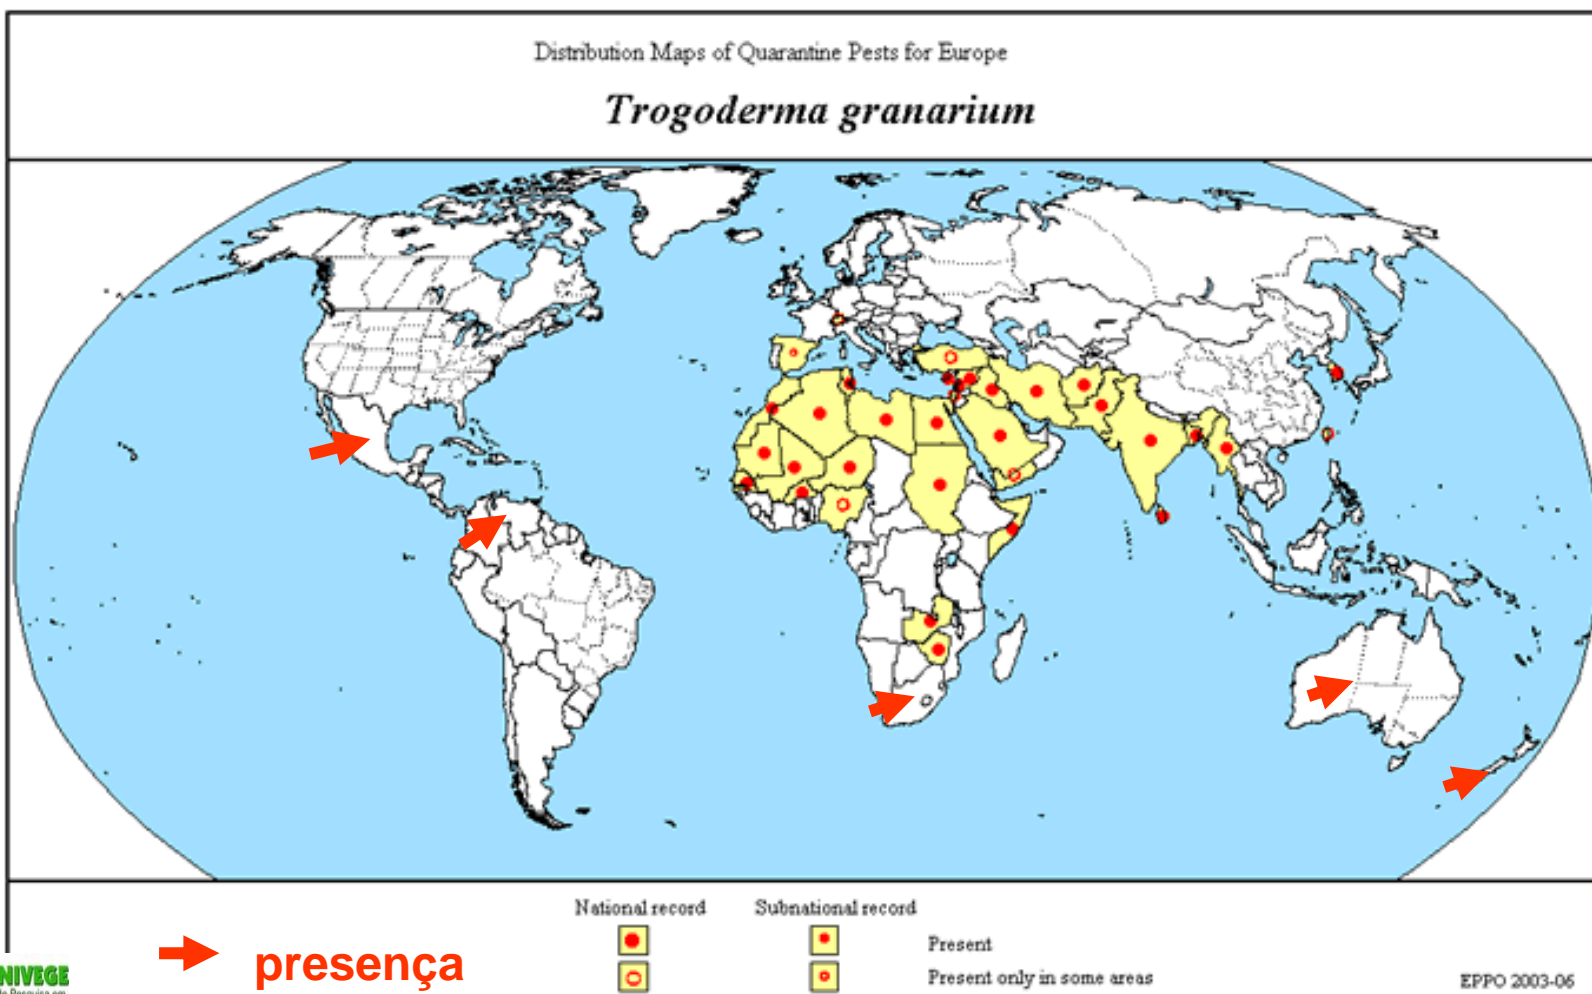 Distribution Maps of Quarantine Pests for Europe
Trogoderma granarium
National record
Subnational record
Present
Present only in some areas
presença
NIVEGE
EPPO 2003-06